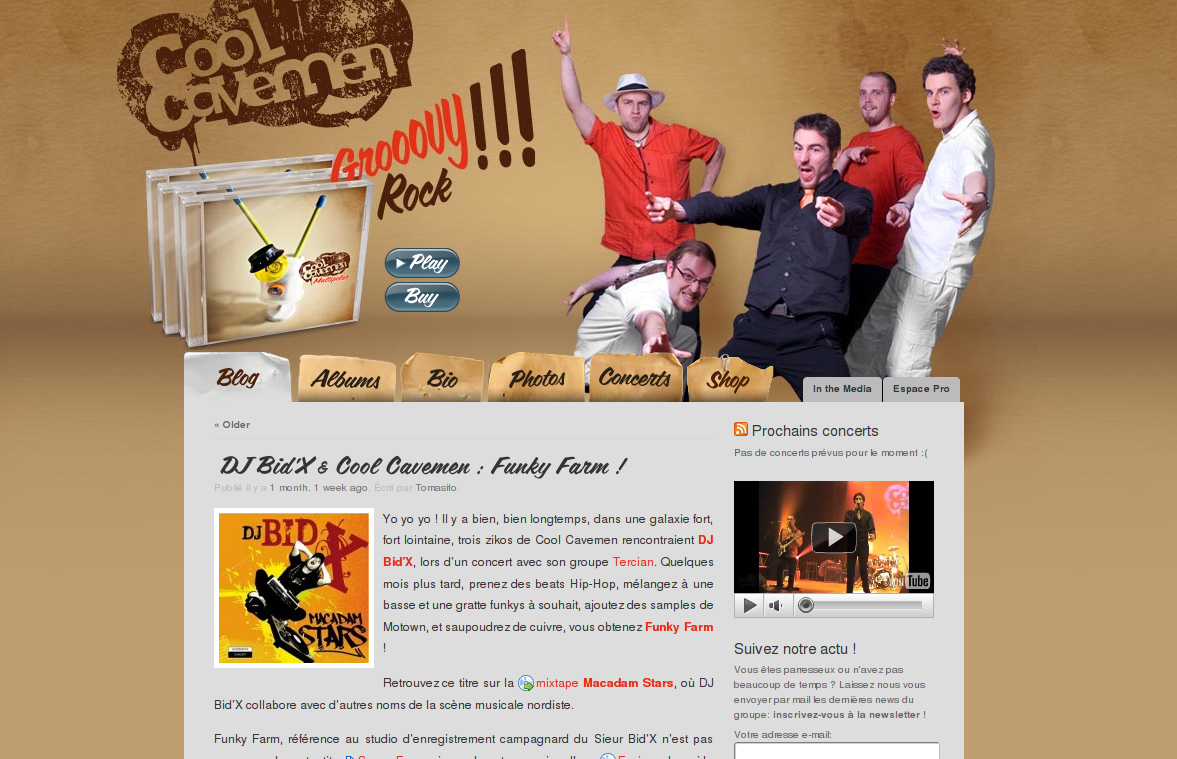 Cool
Cavemen
Grooovy!!!
Rock
Cool
Cavemen
Multipolar
Play
Buy
Blog
Albums
Bio
Photos
Concerts
Shop
In the Media
Espace Pro
« Older
DJ Bid'X & Cool Cavemen : Funky Farm !
Publié il y a 1 month, 1 week ago. Écrit par Tomasito.
DJ BID X
MACADAM
STARS
Yo yo yo ! Il y a bien, bien longtemps, dans une galaxie fort,
fort lointaine, trois zikos de Cool Cavemen rencontraient DJ
Bid'X, lors d'un concert avec son groupe Tercian. Quelques
mois plus tard, prenez des beats Hip-Hop, mélangez à une
basse et une gratte funkys à souhait, ajoutez des samples de
Motown, et saupoudrez de cuivre, vous obtenez Funky Farm
!
Retrouvez ce titre sur la mixtape Macadam Stars, où DJ
Bid'X collabore avec d'autres noms de la scène musicale nordiste.
Funky Farm, référence au studio d'enregistrement campagnard du Sieur Bid'X n'est pas
Prochains concerts
Pas de concerts prévus pour le moment :(
Tube
Suivez notre actu !
Vous êtes parresseux ou n'avez pas
beaucoup de temps ? Laissez nous vous
envoyer par mail les dernières news du
groupe: inscrivez-vous à la newsletter !
Votre adresse e-mail: